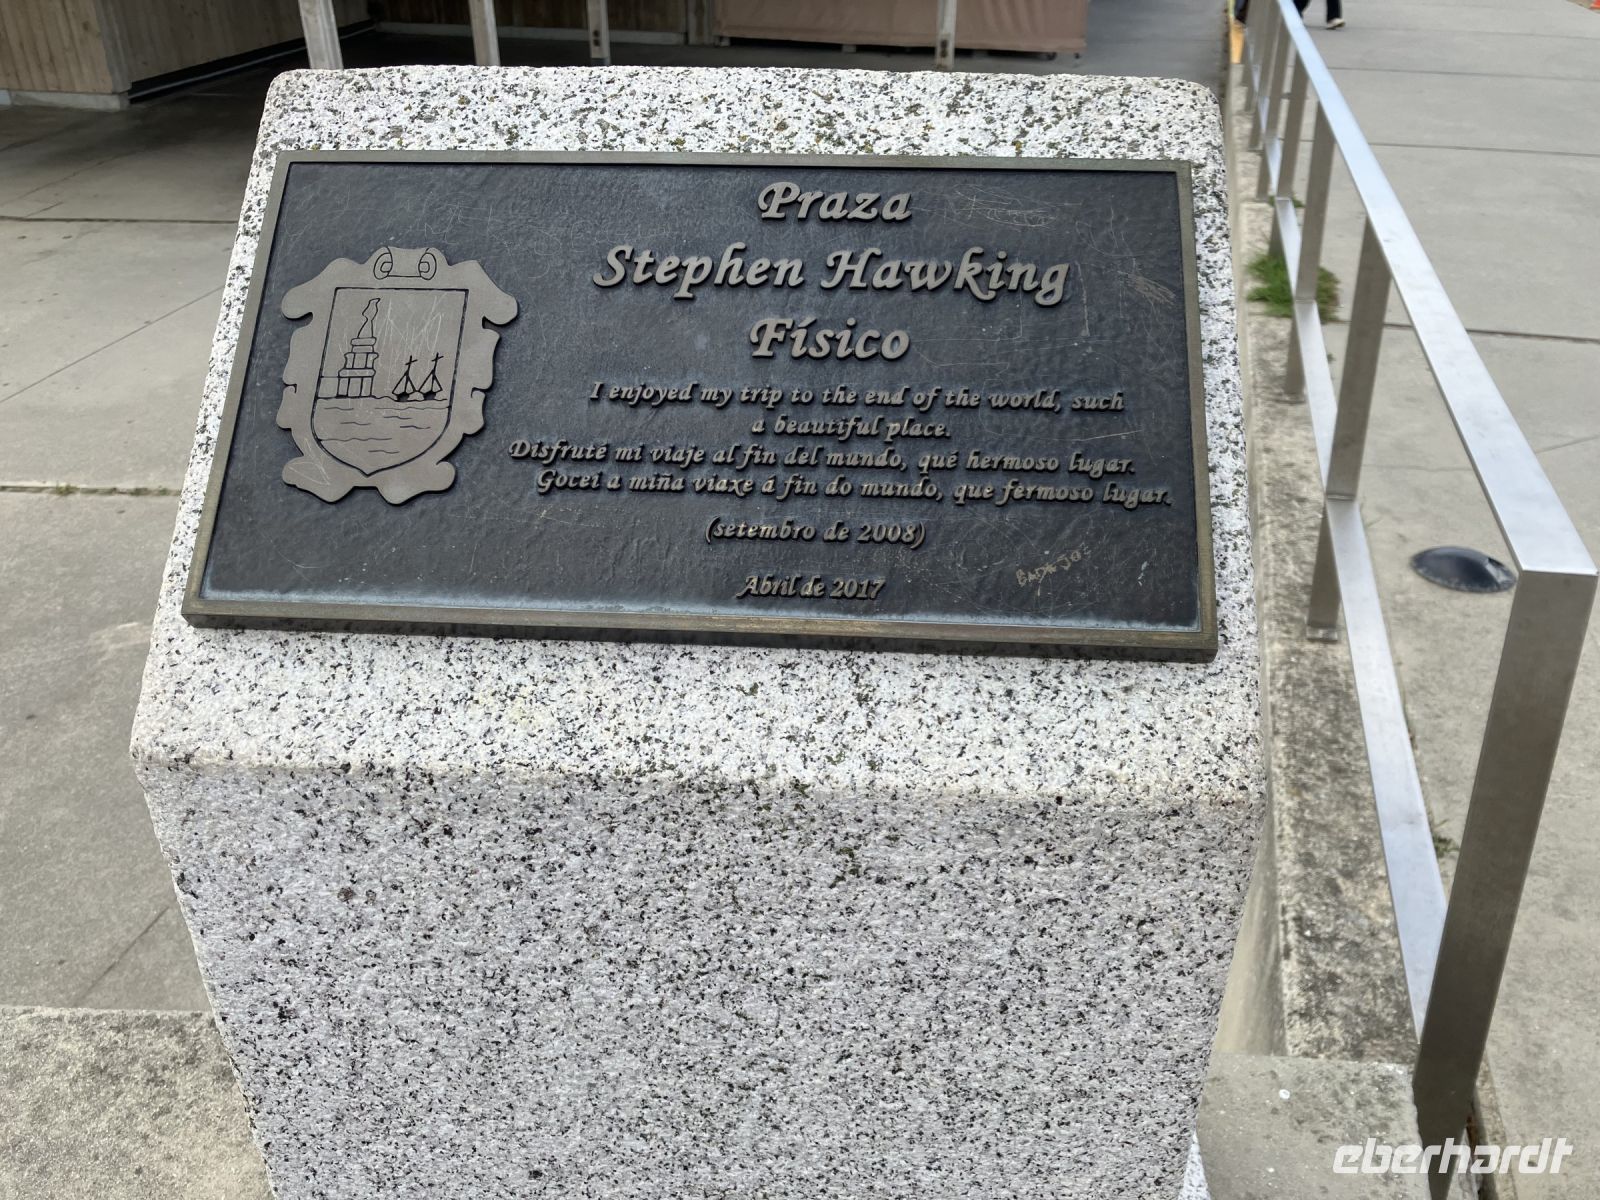 Praza
Stephen Hawking
Físico
I enjoyed my trip to the end of the world, such
a beautiful place.
Disfruté mi viaje al fin del mundo, qué hermoso lugar.
Gocei a miña viaxe á fin do mundo, que fermoso lugar.
(setembro de 2008)
Abril de 2017
eberhardt